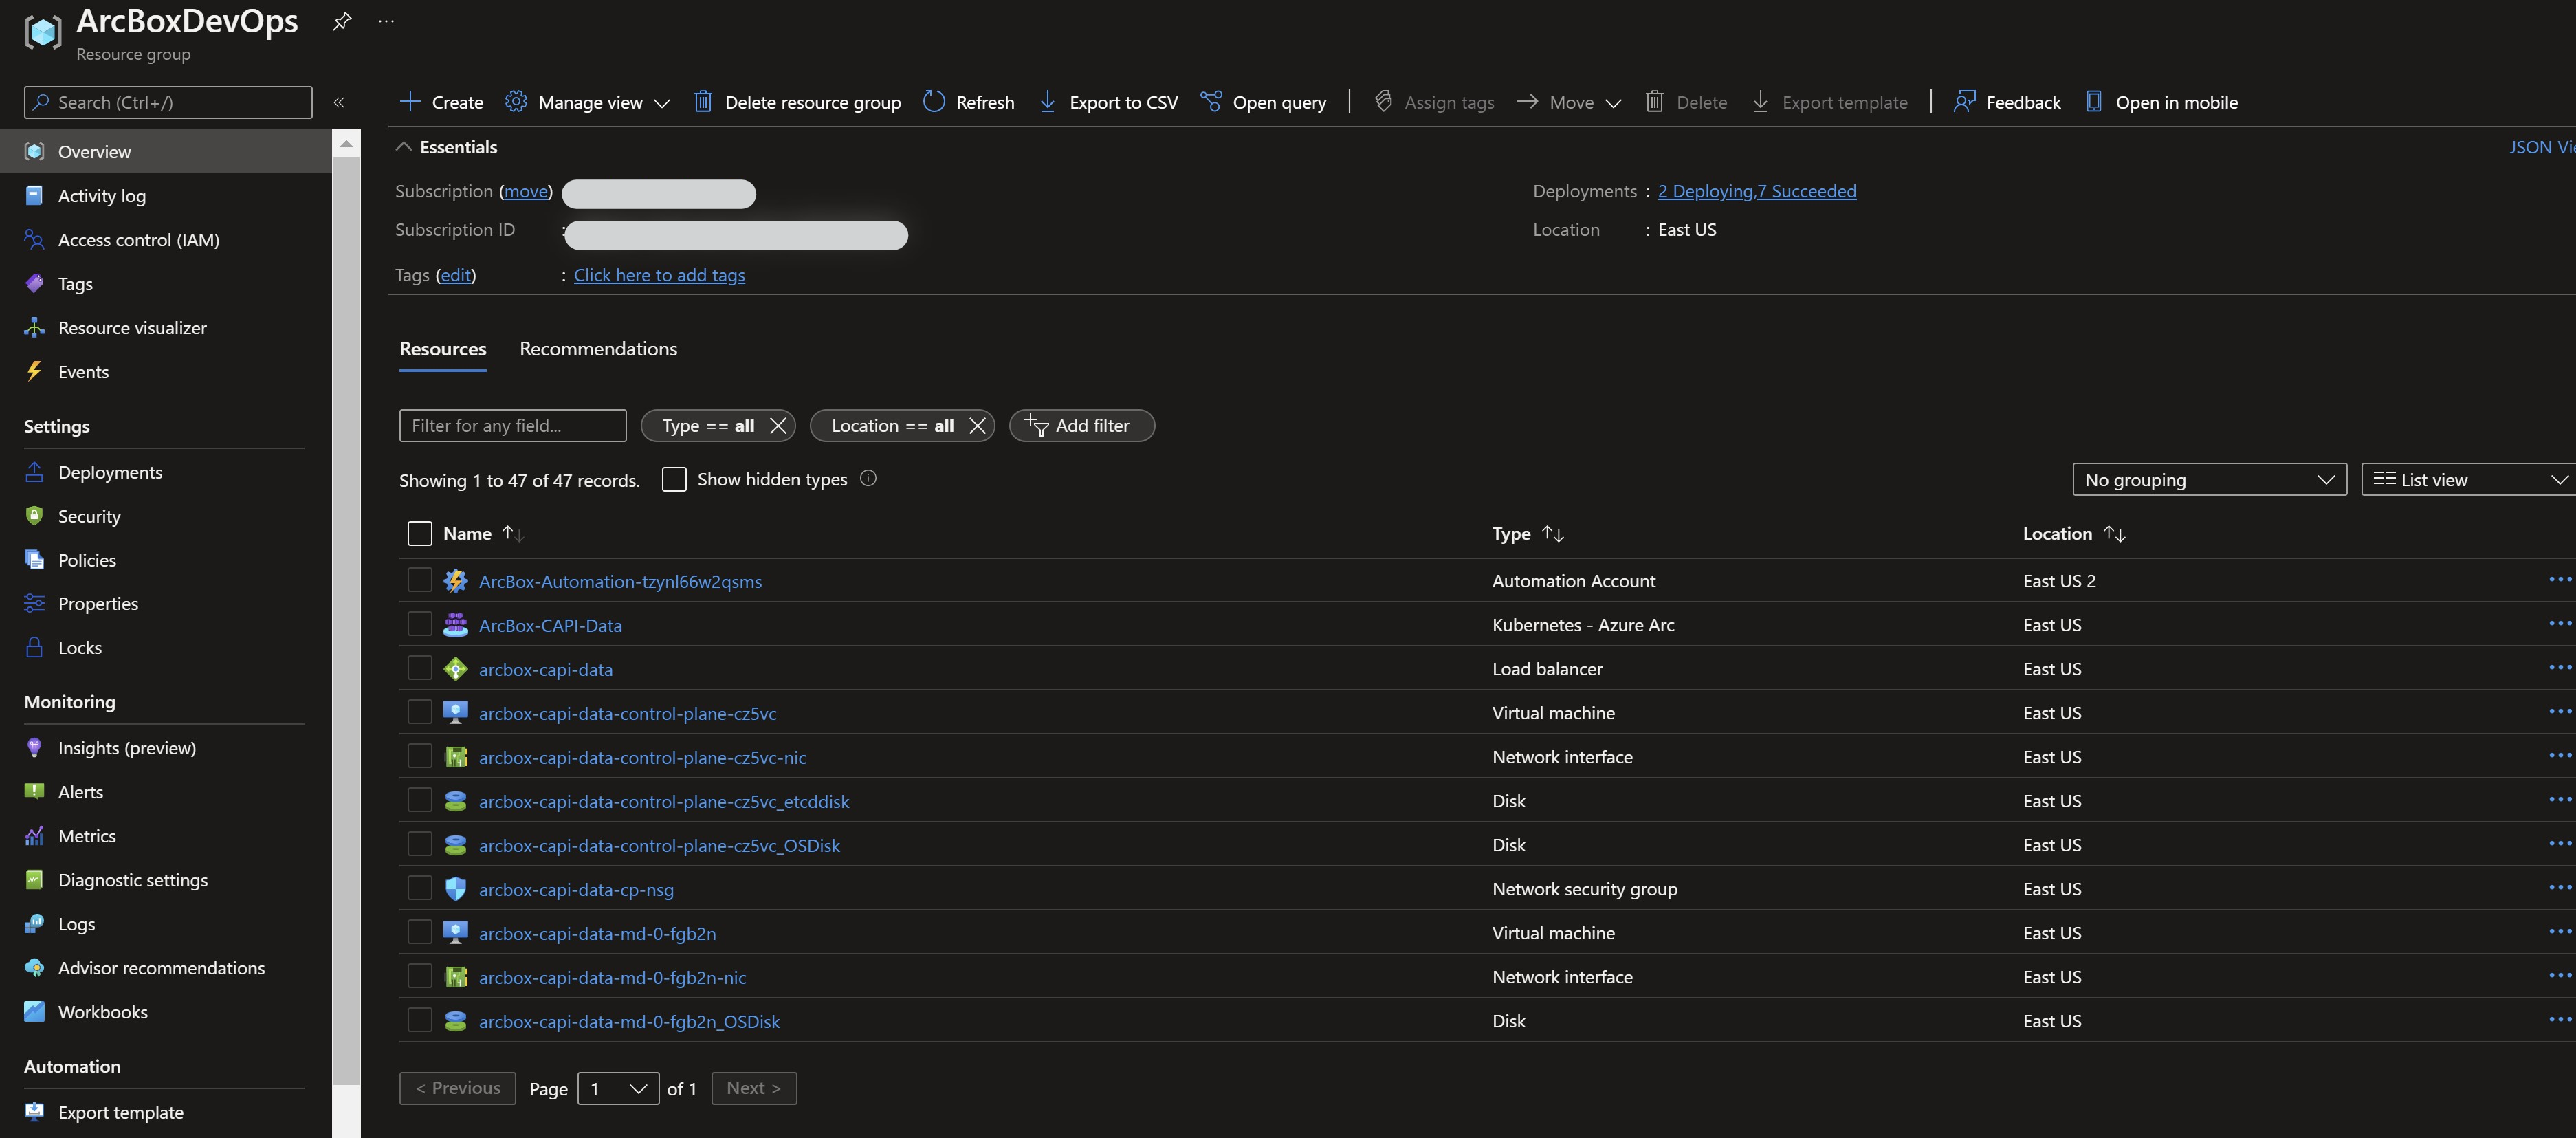 ArcBoxDevOps
Resource group
Search (Ctrl+/)
«
Overview
Activity log
Access control (IAM)
Tags
Resource visualizer
Events
Settings
Deployments
Security
Policies
Properties
Locks
Monitoring
Insights (preview)
Alerts
Metrics
Diagnostic settings
Logs
Advisor recommendations
Workbooks
Automation
Export template
Create Manage view Delete resource group Refresh Export to CSV Open query Assign tags Move Delete Export template Feedback Open in mobile
Essentials JSON Vie
Subscription (move) Deployments : 2 Deploying,7 Succeeded
Subscription ID : Location : East US
Tags (edit) : Click here to add tags
Resources Recommendations
Filter for any field... Type == all Location == all Add filter
Showing 1 to 47 of 47 records. Show hidden types No grouping List view
Name Type Location
ArcBox-Automation-tzynl66w2qsms Automation Account East US 2
ArcBox-CAPI-Data Kubernetes - Azure Arc East US
arcbox-capi-data Load balancer East US
arcbox-capi-data-control-plane-cz5vc Virtual machine East US
arcbox-capi-data-control-plane-cz5vc-nic Network interface East US
arcbox-capi-data-control-plane-cz5vc_etcddisk Disk East US
arcbox-capi-data-control-plane-cz5vc_OSDisk Disk East US
arcbox-capi-data-cp-nsg Network security group East US
arcbox-capi-data-md-0-fgb2n Virtual machine East US
arcbox-capi-data-md-0-fgb2n-nic Network interface East US
arcbox-capi-data-md-0-fgb2n_OSDisk Disk East US
< Previous Page 1 of 1 Next >